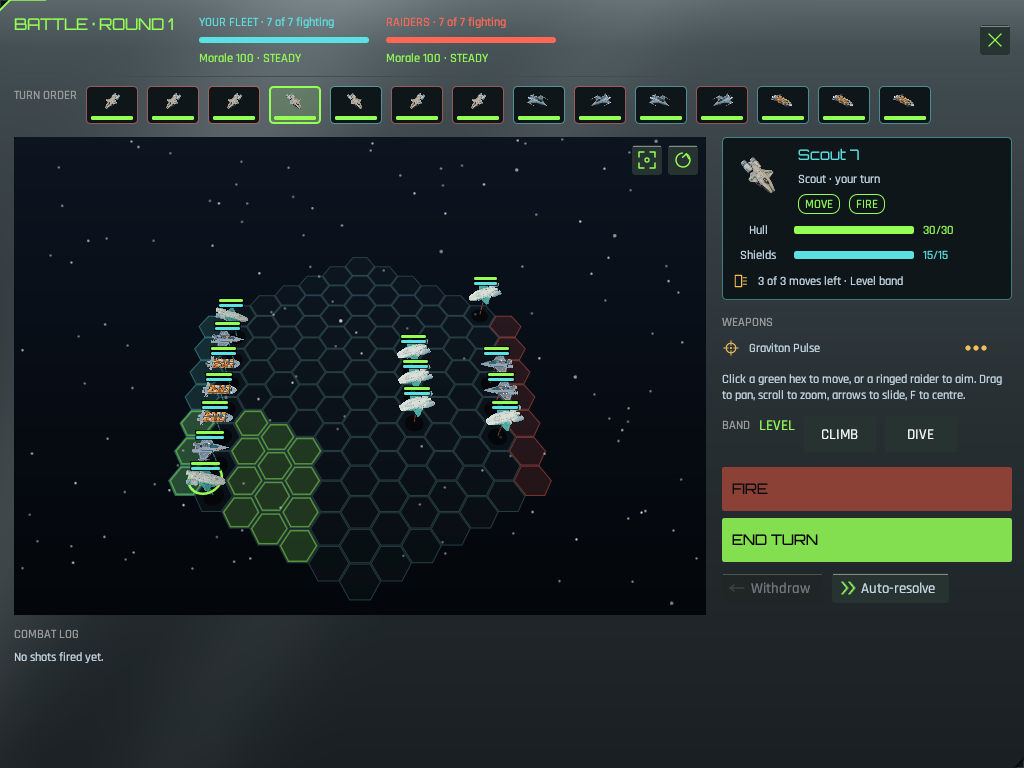 BATTLE · ROUND 1
YOUR FLEET · 7 of 7 fighting
Morale 100 · STEADY
RAIDERS · 7 of 7 fighting
Morale 100 · STEADY
TURN ORDER
Scout 7
Scout · your turn
MOVE FIRE
Hull 30/30
Shields 15/15
3 of 3 moves left · Level band
WEAPONS
Graviton Pulse
Click a green hex to move, or a ringed raider to aim. Drag
to pan, scroll to zoom, arrows to slide, F to centre.
BAND LEVEL CLIMB DIVE
FIRE
END TURN
Withdraw Auto-resolve
COMBAT LOG
No shots fired yet.